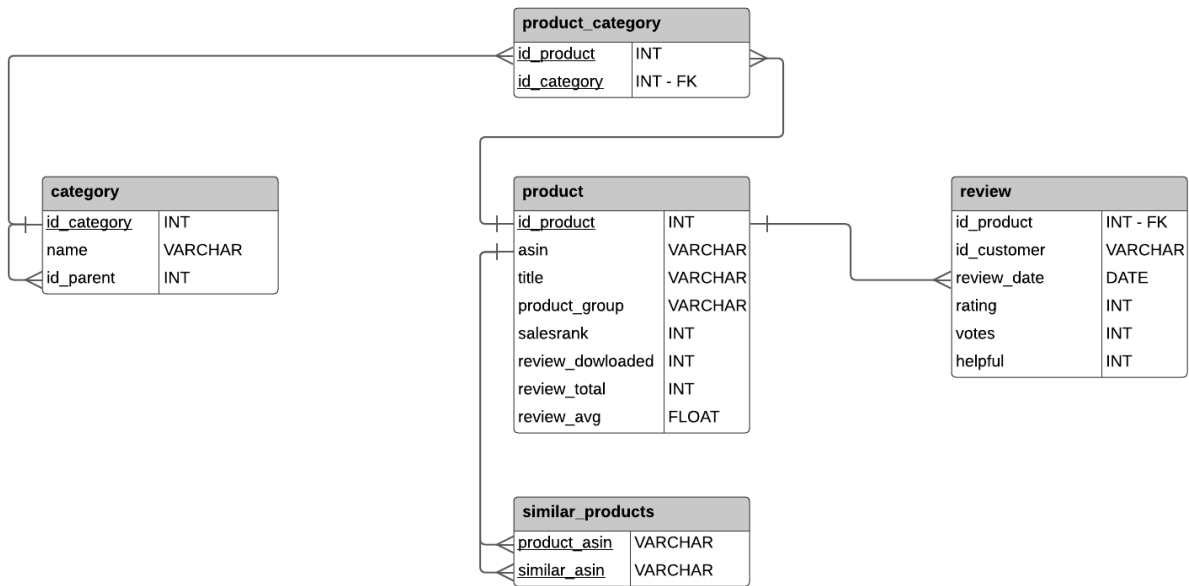 product_category
id_product INT
id_category INT - FK
category
id_category INT
name VARCHAR
id_parent INT
product
id_product INT
asin VARCHAR
title VARCHAR
product_group VARCHAR
salesrank INT
review_dowloaded INT
review_total INT
review_avg FLOAT
review
id_product INT - FK
id_customer VARCHAR
review_date DATE
rating INT
votes INT
helpful INT
similar_products
product_asin VARCHAR
similar_asin VARCHAR